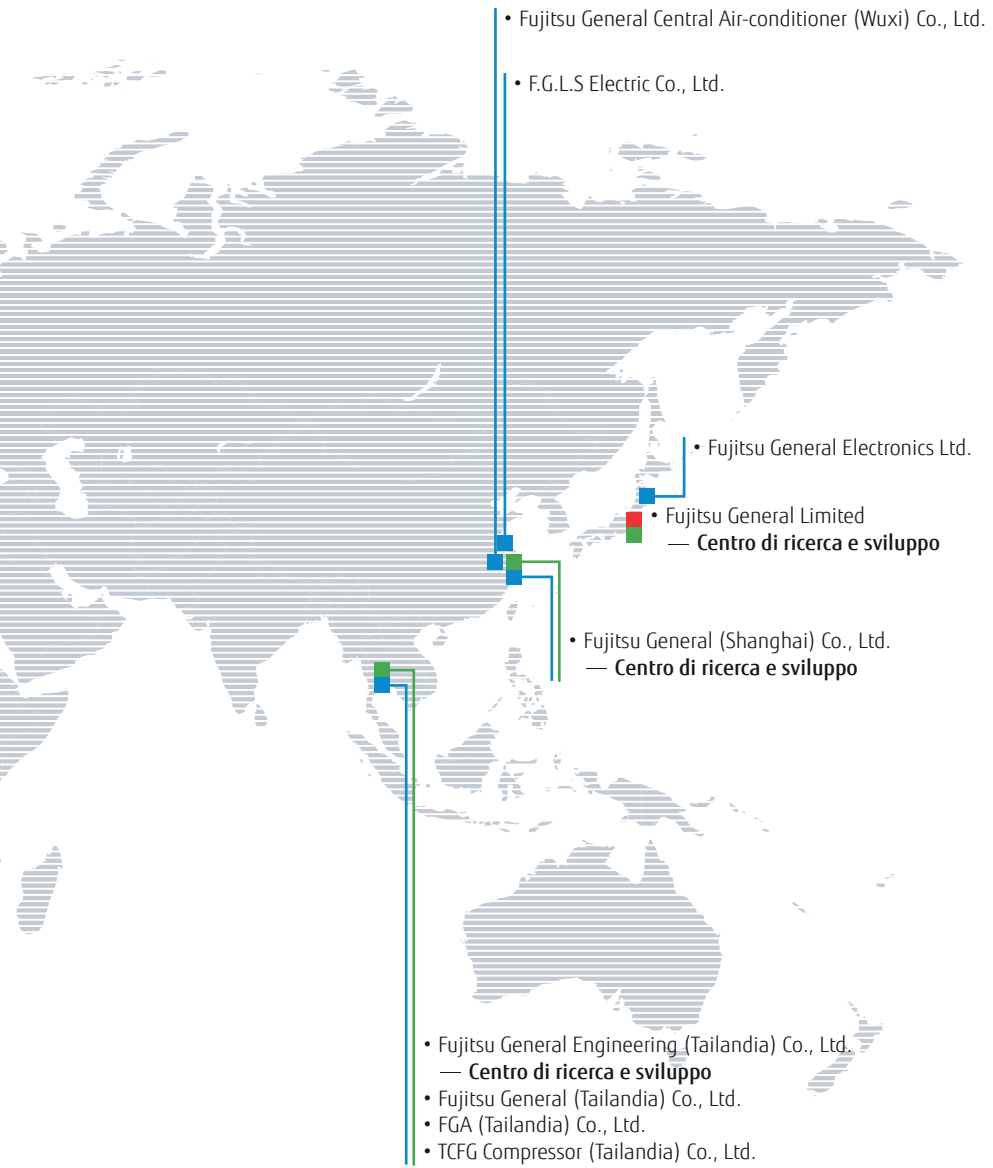 • Fujitsu General Central Air-conditioner (Wuxi) Co., Ltd.
• F.G.L.S Electric Co., Ltd.
• Fujitsu General Electronics Ltd.
• Fujitsu General Limited
— Centro di ricerca e sviluppo
• Fujitsu General (Shanghai) Co., Ltd.
— Centro di ricerca e sviluppo
• Fujitsu General Engineering (Tailandia) Co., Ltd.
— Centro di ricerca e sviluppo
• Fujitsu General (Tailandia) Co., Ltd.
• FGA (Tailandia) Co., Ltd.
• TCFG Compressor (Tailandia) Co., Ltd.